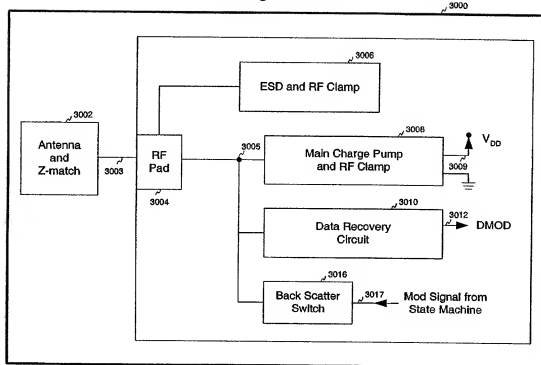 3000
3006
ESD and RF Clamp
3002
Antenna
and
Z-match
3003
RF
Pad
3004
3005
3008
Main Charge Pump
and RF Clamp
V_DD
3009
3010
Data Recovery
Circuit
3012
DMOD
3016
Back Scatter
Switch
3017
Mod Signal from
State Machine